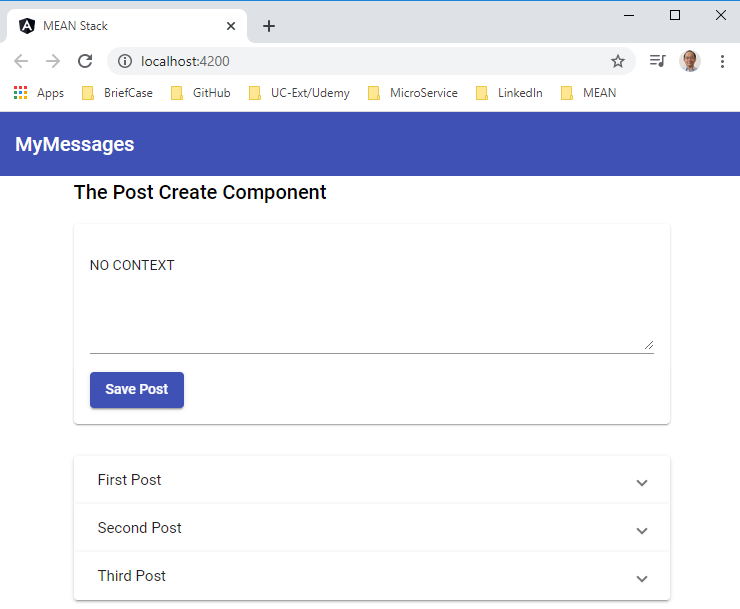 MEAN Stack
localhost:4200
Apps BriefCase GitHub UC-Ext/Udemy MicroService LinkedIn MEAN
MyMessages
The Post Create Component
NO CONTEXT
Save Post
First Post
Second Post
Third Post